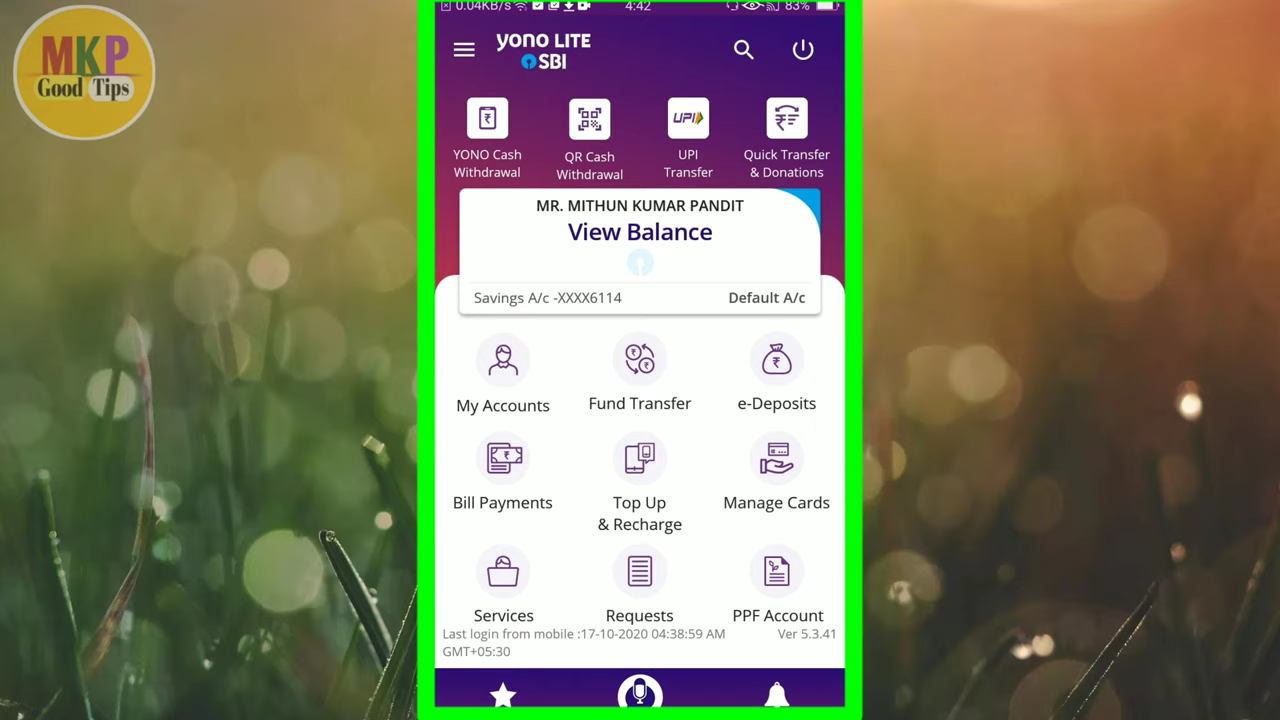 MKP
Good Tips
0.04KB/s
4:42
83%
YONO LITE
SBI
YONO Cash
Withdrawal
QR Cash
Withdrawal
UPI
UPI
Transfer
Quick Transfer
& Donations
MR. MITHUN KUMAR PANDIT
View Balance
Savings A/c -XXXX6114
Default A/c
My Accounts
Fund Transfer
e-Deposits
Bill Payments
Top Up
& Recharge
Manage Cards
Services
Requests
PPF Account
Last login from mobile :17-10-2020 04:38:59 AM
GMT+05:30
Ver 5.3.41